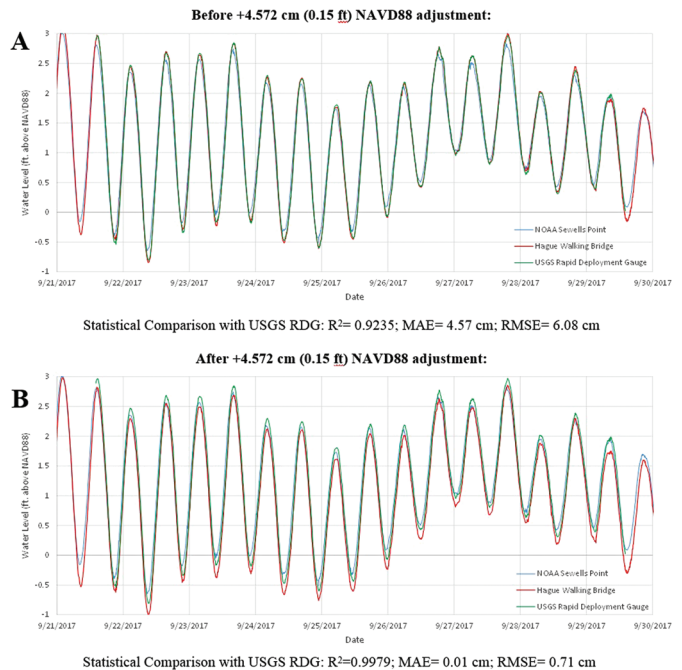 Before +4.572 cm (0.15 ft) NAVD88 adjustment:
A
Water Level (ft. above NAVD88)
3
2.5
2
1.5
1
0.5
0
-0.5
-1
NOAA Sewells Point
Hague Walking Bridge
USGS Rapid Deployment Gauge
9/21/2017 9/22/2017 9/23/2017 9/24/2017 9/25/2017 9/26/2017 9/27/2017 9/28/2017 9/29/2017 9/30/2017
Date
Statistical Comparison with USGS RDG: R²= 0.9235; MAE= 4.57 cm; RMSE= 6.08 cm
After +4.572 cm (0.15 ft) NAVD88 adjustment:
B
Water Level (ft. above NAVD88)
3
2.5
2
1.5
1
0.5
0
-0.5
-1
NOAA Sewells Point
Hague Walking Bridge
USGS Rapid Deployment Gauge
9/21/2017 9/22/2017 9/23/2017 9/24/2017 9/25/2017 9/26/2017 9/27/2017 9/28/2017 9/29/2017 9/30/2017
Date
Statistical Comparison with USGS RDG: R²=0.9979; MAE= 0.01 cm; RMSE= 0.71 cm